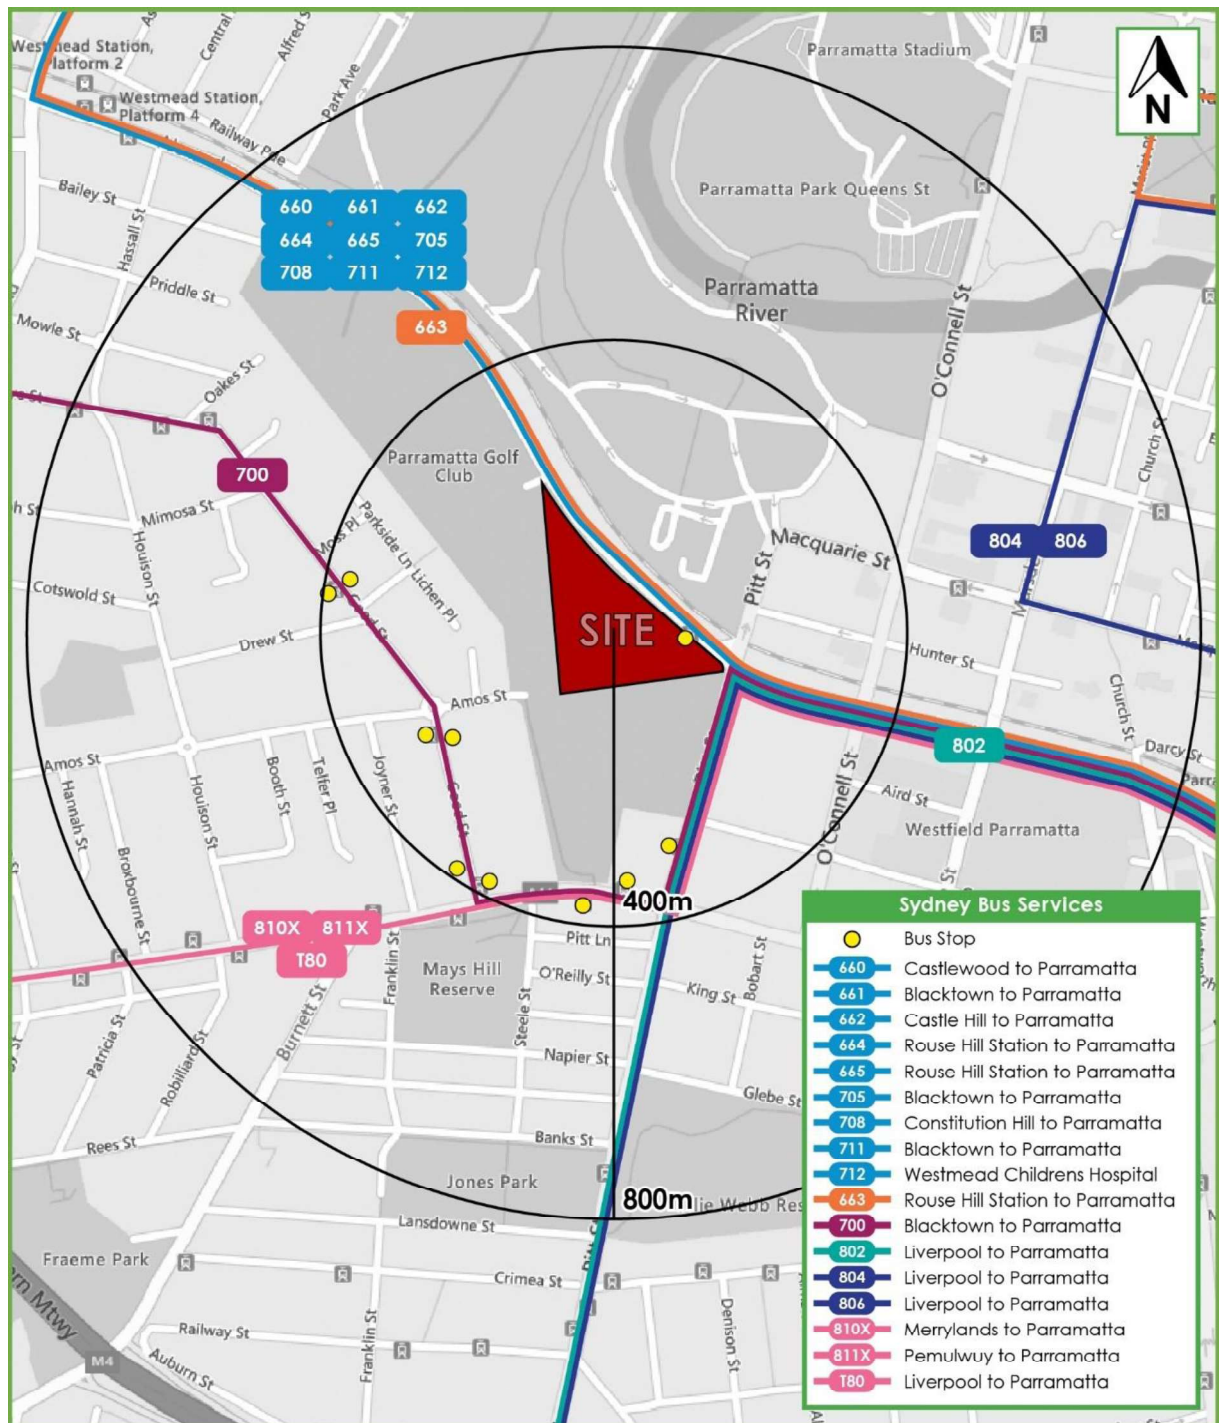 Westmead Station,
Platform 2
Central
Alfred S
Parramatta Stadium
N
Westmead Station,
Platform 4
Park Ave
Railway Pde
Bailey St
660 661 662
664 665 705
708 711 712
663
Hassall St
Parramatta Park Queens St
Priddle St
Parramatta
River
O'Connell St
Mowle St
Oakes St
Parramatta Golf
Club
Church St
700
Mimosa St
Moss Pl
Parkside Ln
Lichen Pl
Houison St
Macquarie St
804 806
Pitt St
Cotswold St
Good St
SITE
Drew St
Hunter St
Amos St
Church St
802
Darcy St
Amos St
Hannah St
Houison St
Booth St
Telfer Pl
Joyner St
Good St
O'Connell St
Aird St
Westfield Parramatta
Broxbourne St
400m
810X 811X
T80
Pitt Ln
Franklin St
Mays Hill
Reserve
O'Reilly St
Steele St
King St
Bobart St
Burnett St
Patricia St
Robilliard St
Napier St
Glebe St
Rees St
Banks St
Jones Park
800m
lie Webb Res
Lansdowne St
Fraeme Park
Crimea St
Pitt St
ern Mtwy
Railway St
Franklin St
Denison St
M4
Auburn St
Sydney Bus Services
Bus Stop
660 Castlewood to Parramatta
661 Blacktown to Parramatta
662 Castle Hill to Parramatta
664 Rouse Hill Station to Parramatta
665 Rouse Hill Station to Parramatta
705 Blacktown to Parramatta
708 Constitution Hill to Parramatta
711 Blacktown to Parramatta
712 Westmead Childrens Hospital
663 Rouse Hill Station to Parramatta
700 Blacktown to Parramatta
802 Liverpool to Parramatta
804 Liverpool to Parramatta
806 Liverpool to Parramatta
810X Merrylands to Parramatta
811X Pemulwuy to Parramatta
T80 Liverpool to Parramatta